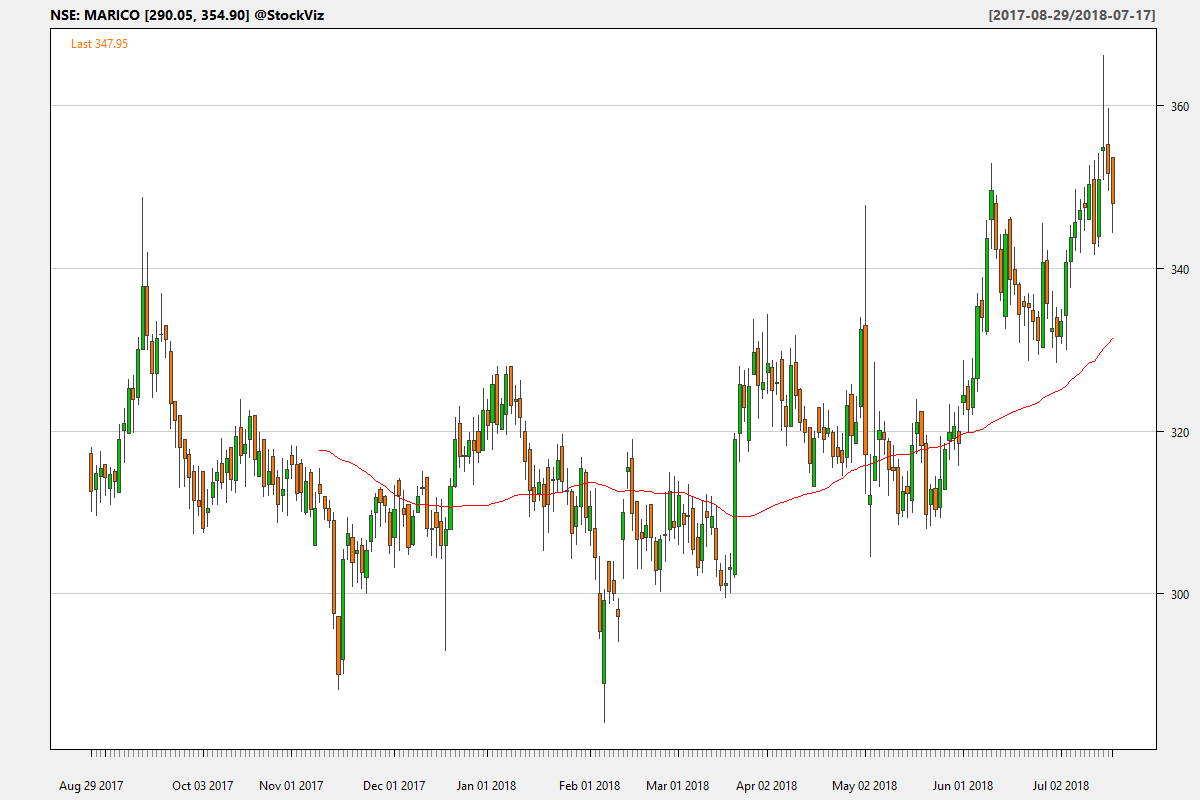 NSE: MARICO [290.05, 354.90] @StockViz [2017-08-29/2018-07-17]
Last 347.95
360
340
320
300
Aug 29 2017 Oct 03 2017 Nov 01 2017 Dec 01 2017 Jan 01 2018 Feb 01 2018 Mar 01 2018 Apr 02 2018 May 02 2018 Jun 01 2018 Jul 02 2018